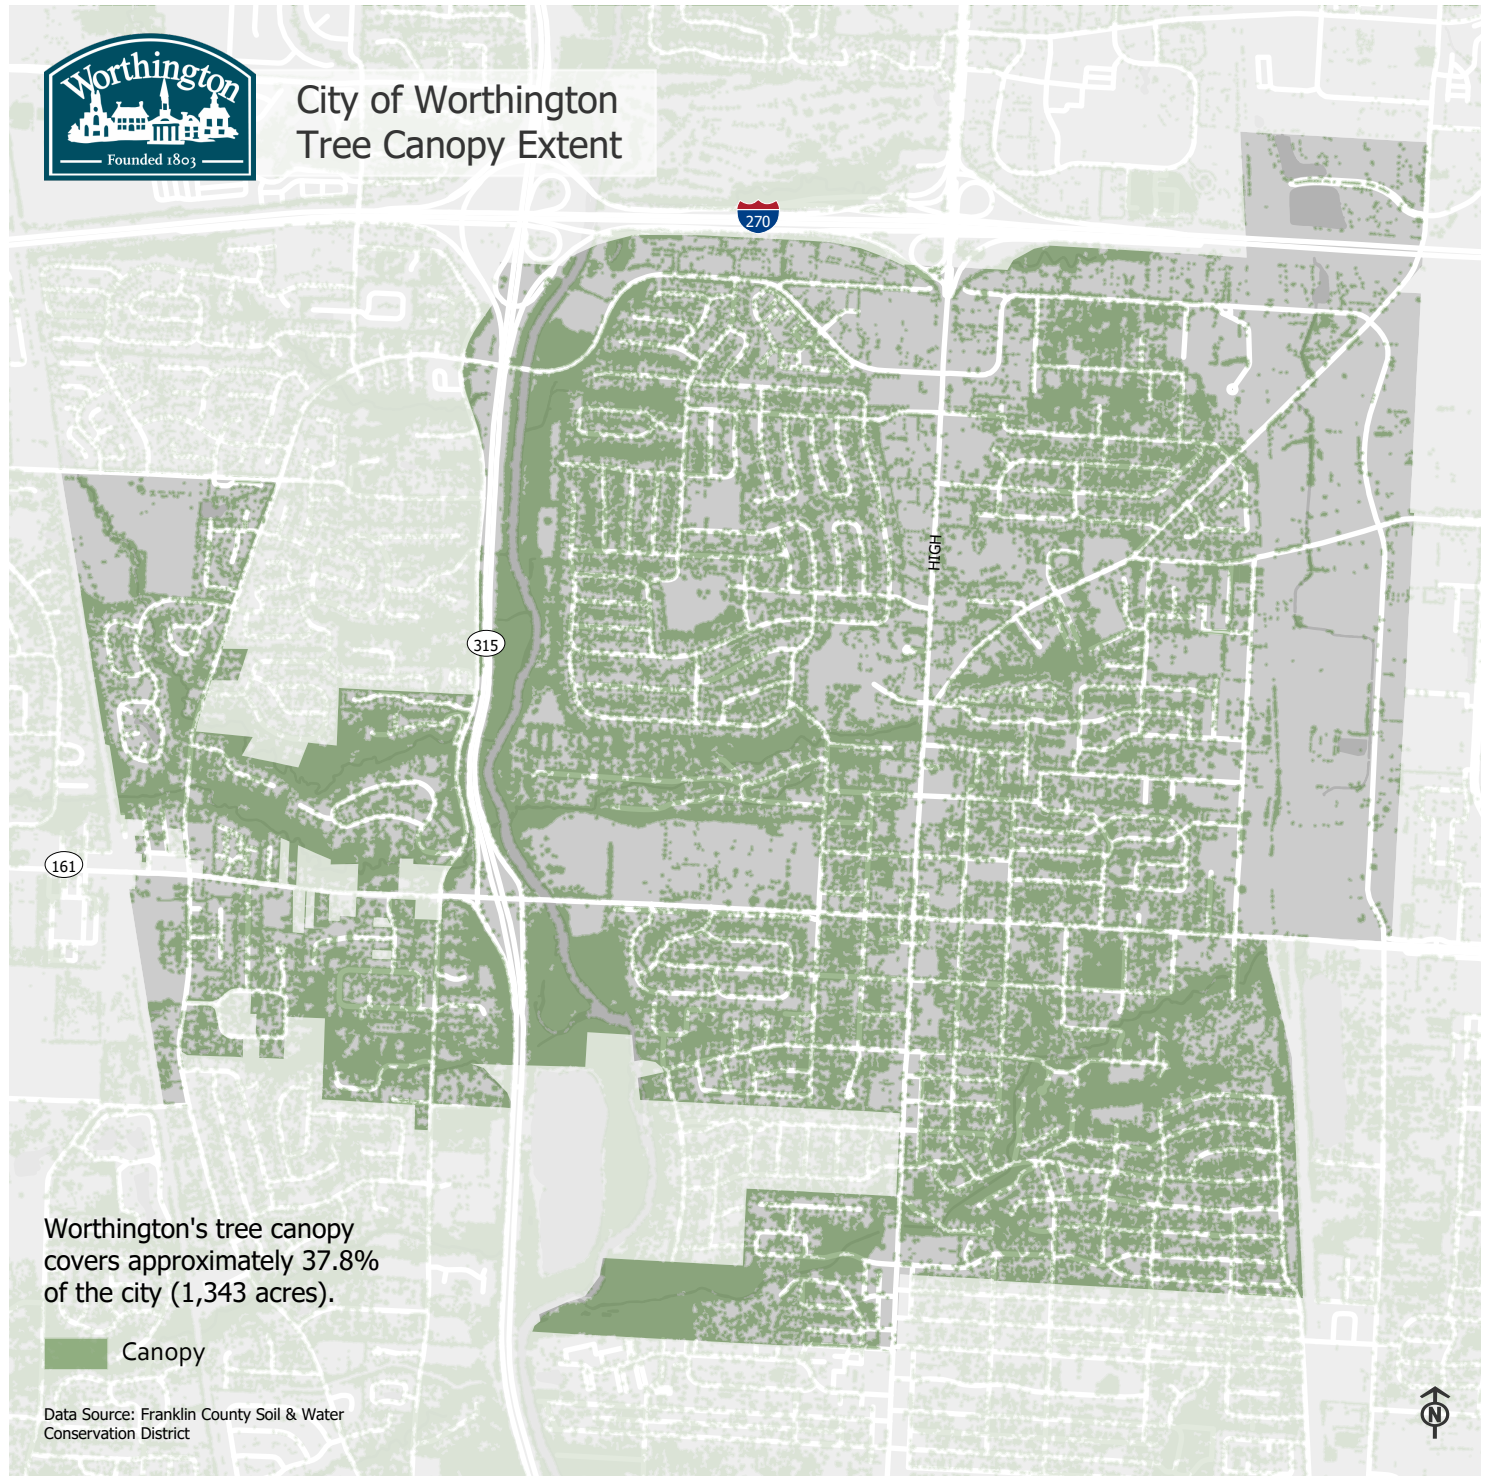 Worthington
Founded 1803
City of Worthington
Tree Canopy Extent
270
HIGH
315
161
Worthington's tree canopy
covers approximately 37.8%
of the city (1,343 acres).
Canopy
Data Source: Franklin County Soil & Water
Conservation District
N